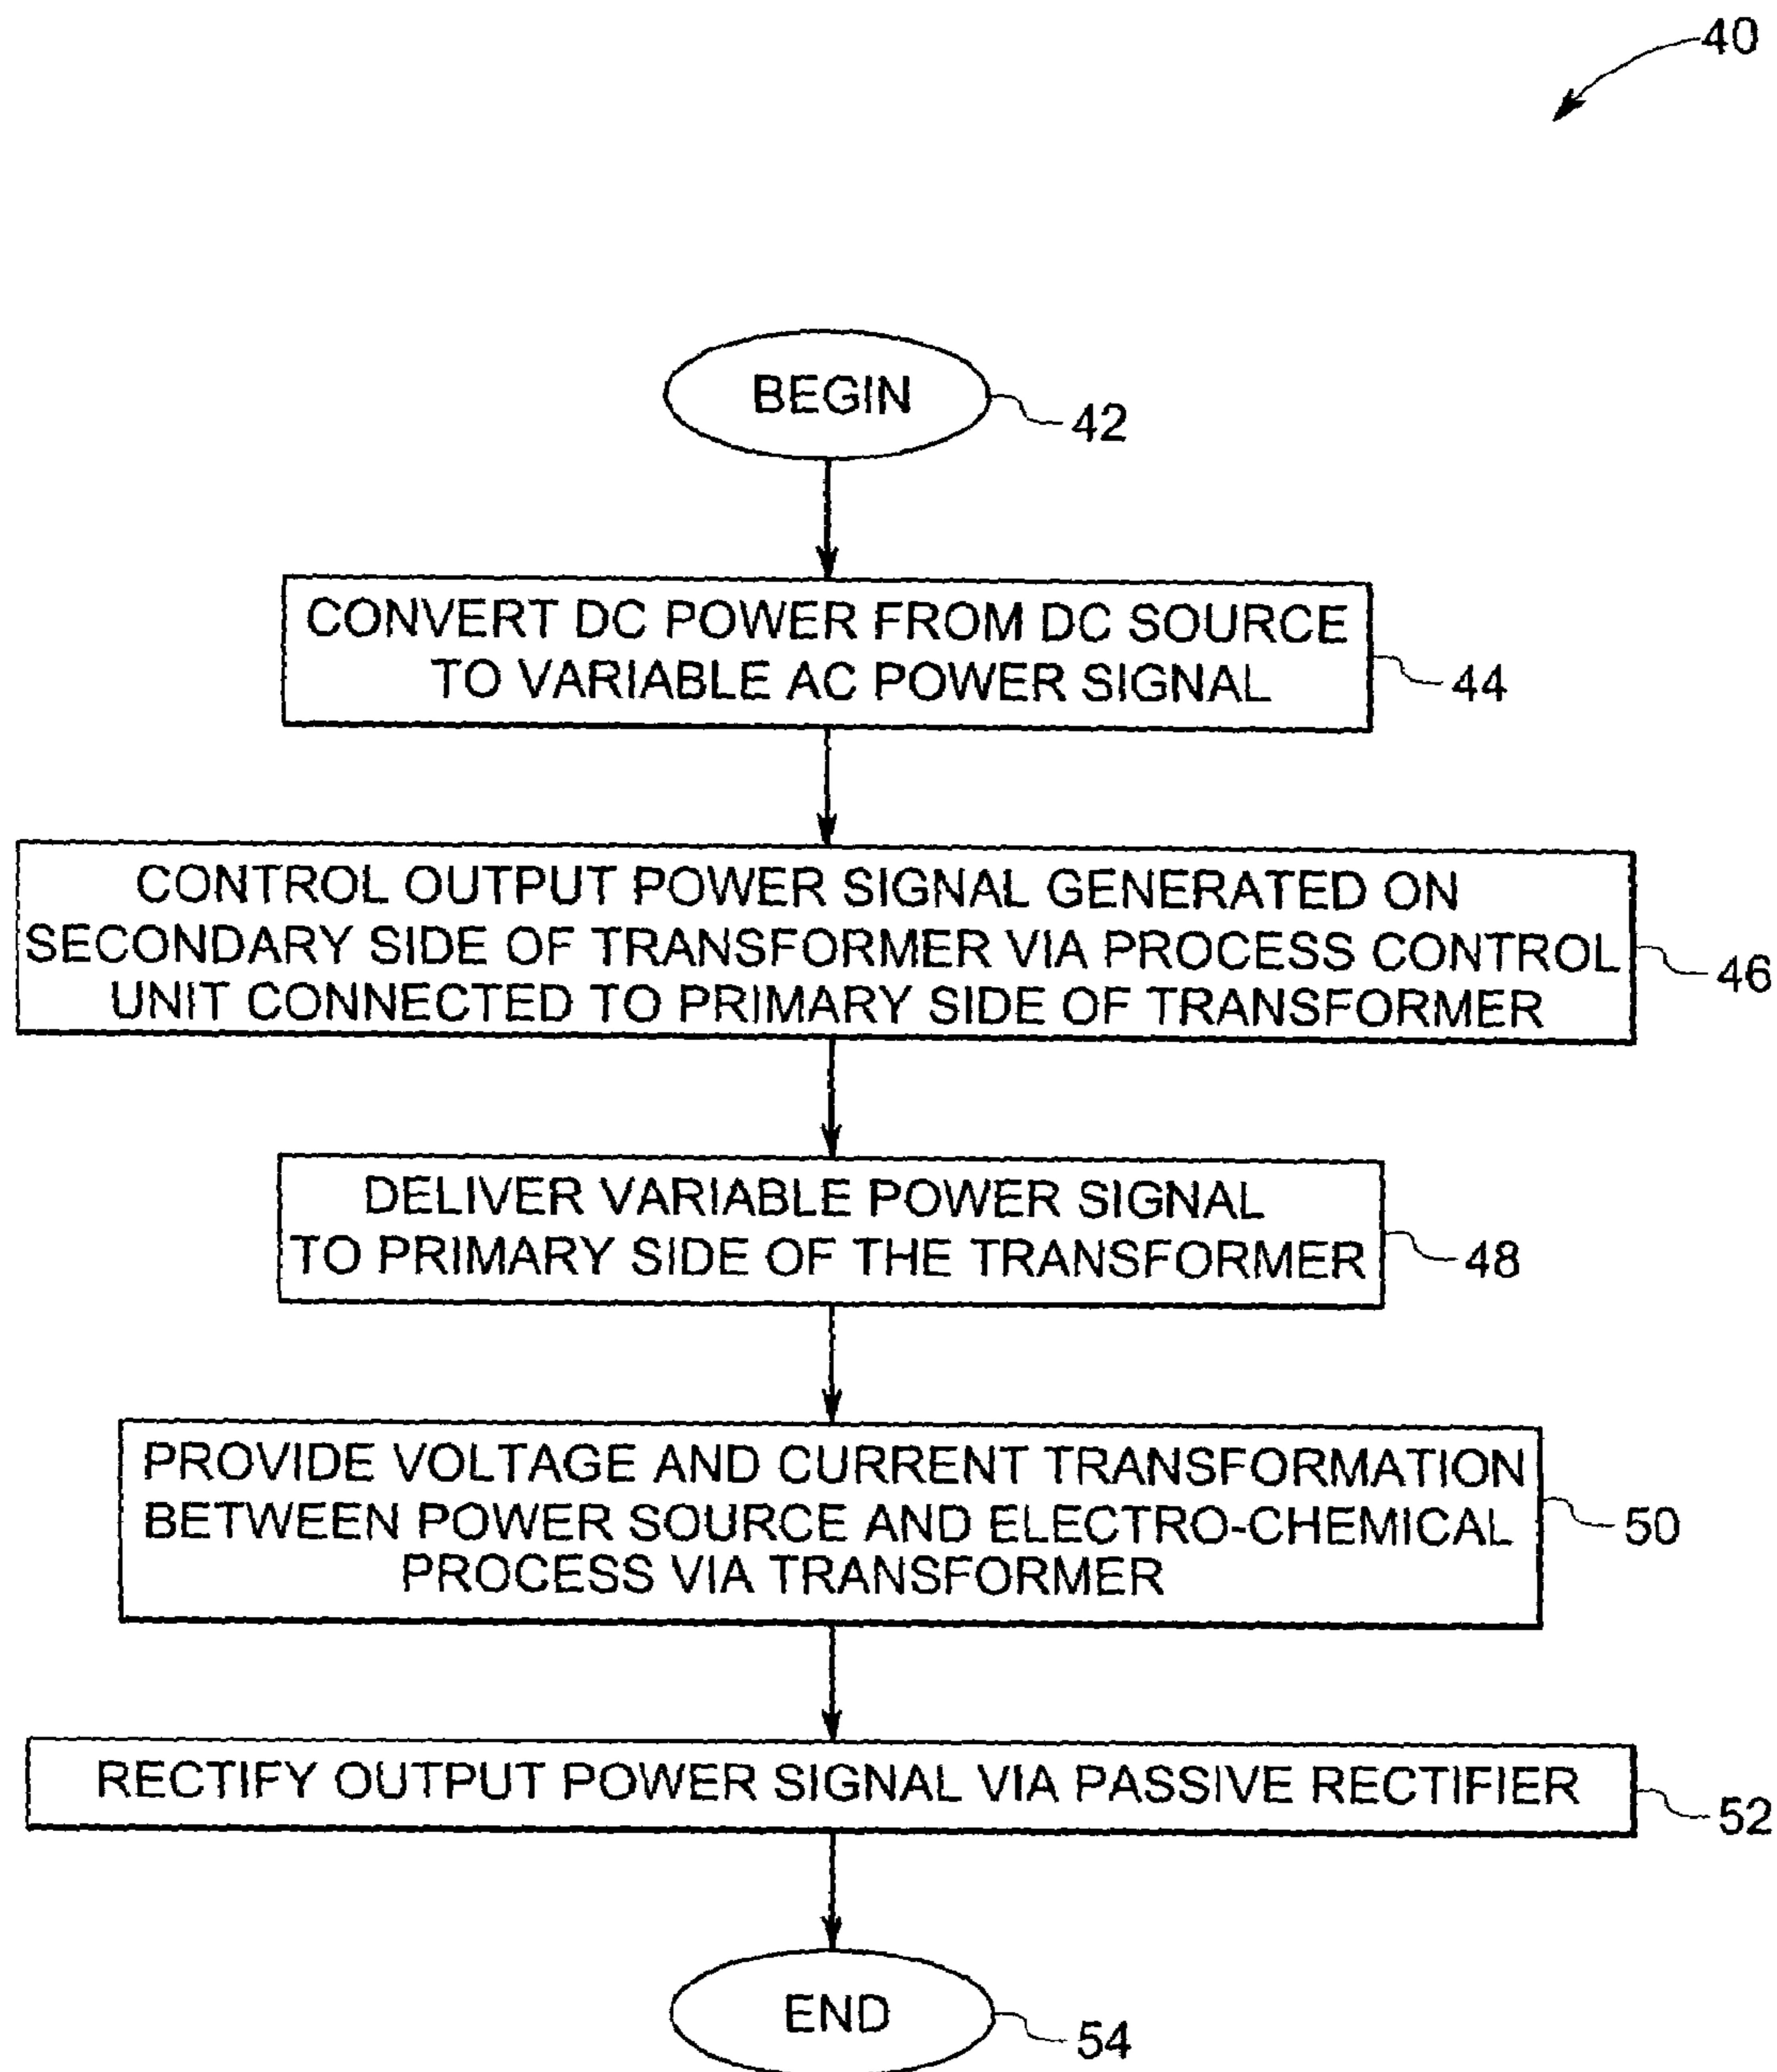 40
BEGIN
42
CONVERT DC POWER FROM DC SOURCE
TO VARIABLE AC POWER SIGNAL
44
CONTROL OUTPUT POWER SIGNAL GENERATED ON
SECONDARY SIDE OF TRANSFORMER VIA PROCESS CONTROL
UNIT CONNECTED TO PRIMARY SIDE OF TRANSFORMER
46
DELIVER VARIABLE POWER SIGNAL
TO PRIMARY SIDE OF THE TRANSFORMER
48
PROVIDE VOLTAGE AND CURRENT TRANSFORMATION
BETWEEN POWER SOURCE AND ELECTRO-CHEMICAL
PROCESS VIA TRANSFORMER
50
RECTIFY OUTPUT POWER SIGNAL VIA PASSIVE RECTIFIER
52
END
54